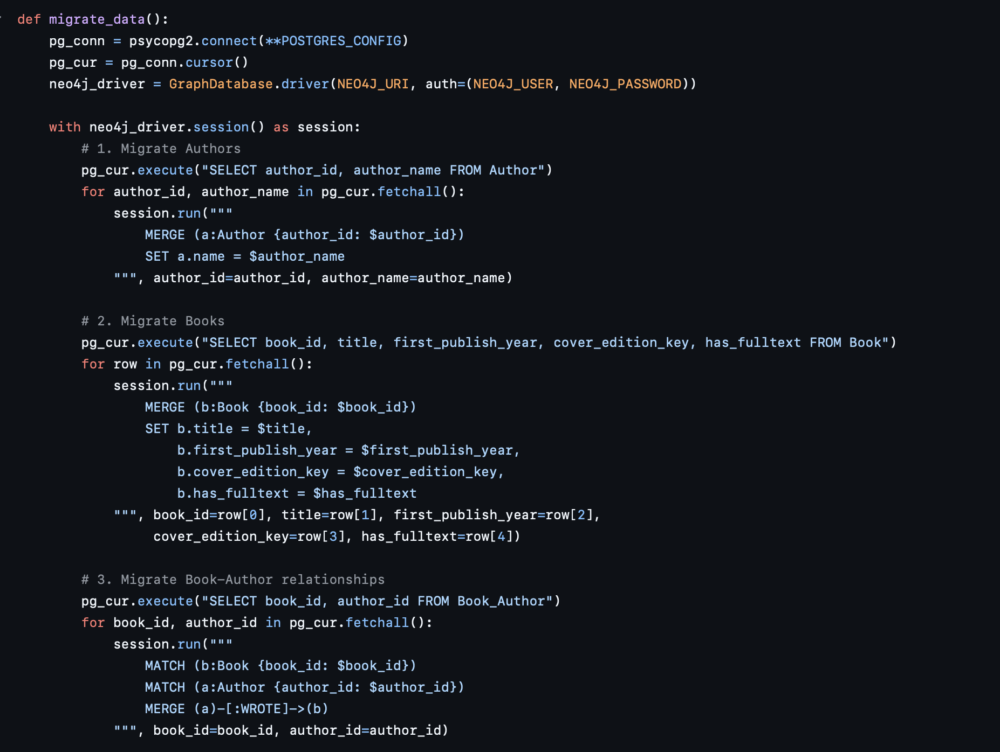 def migrate_data():
    pg_conn = psycopg2.connect(**POSTGRES_CONFIG)
    pg_cur = pg_conn.cursor()
    neo4j_driver = GraphDatabase.driver(NEO4J_URI, auth=(NEO4J_USER, NEO4J_PASSWORD))

    with neo4j_driver.session() as session:
        # 1. Migrate Authors
        pg_cur.execute("SELECT author_id, author_name FROM Author")
        for author_id, author_name in pg_cur.fetchall():
            session.run("""
                MERGE (a:Author {author_id: $author_id})
                SET a.name = $author_name
            """, author_id=author_id, author_name=author_name)

        # 2. Migrate Books
        pg_cur.execute("SELECT book_id, title, first_publish_year, cover_edition_key, has_fulltext FROM Book")
        for row in pg_cur.fetchall():
            session.run("""
                MERGE (b:Book {book_id: $book_id})
                SET b.title = $title,
                    b.first_publish_year = $first_publish_year,
                    b.cover_edition_key = $cover_edition_key,
                    b.has_fulltext = $has_fulltext
            """, book_id=row[0], title=row[1], first_publish_year=row[2],
                 cover_edition_key=row[3], has_fulltext=row[4])

        # 3. Migrate Book-Author relationships
        pg_cur.execute("SELECT book_id, author_id FROM Book_Author")
        for book_id, author_id in pg_cur.fetchall():
            session.run("""
                MATCH (b:Book {book_id: $book_id})
                MATCH (a:Author {author_id: $author_id})
                MERGE (a)-[:WROTE]->(b)
            """, book_id=book_id, author_id=author_id)